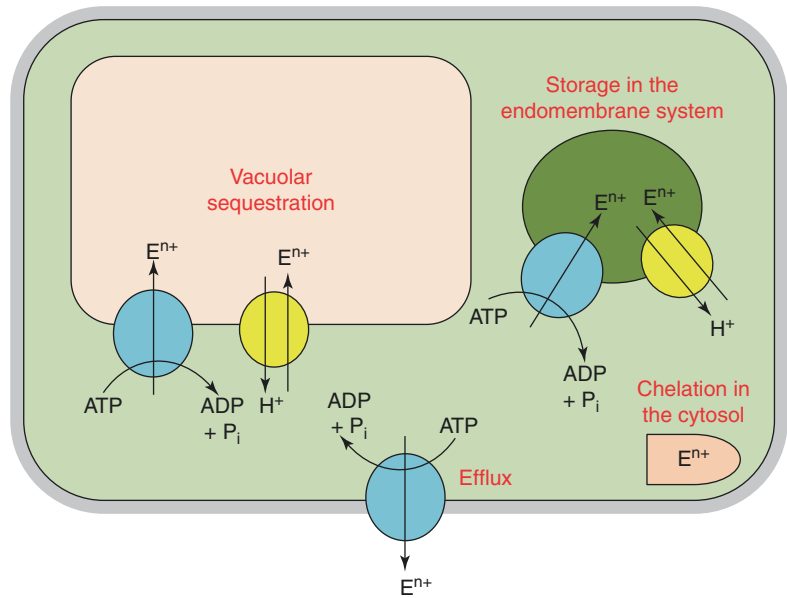 Storage in the
endomembrane system
Vacuolar
sequestration
Eⁿ⁺ Eⁿ⁺
Eⁿ⁺
Eⁿ⁺
ATP
H⁺
ADP
+ Pᵢ
ATP
ADP
+ Pᵢ
H⁺
ADP
+ Pᵢ
ATP
Chelation in
the cytosol
Eⁿ⁺
Efflux
Eⁿ⁺